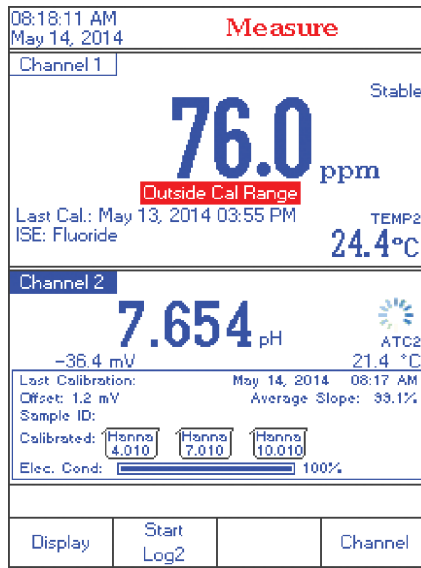 08:18:11 AM
May 14, 2014
Measure
Channel 1
Stable
76.0 ppm
Outside Cal Range
Last Cal.: May 13, 2014 03:55 PM
ISE: Fluoride
TEMP2
24.4°C
Channel 2
7.654 pH
-36.4 mV
ATC2
21.4 °C
Last Calibration: May 14, 2014 08:17 AM
Offset: 1.2 mV Average Slope: 99.1%
Sample ID:
Calibrated: Hanna 4.010 Hanna 7.010 Hanna 10.010
Elec. Cond: 100%
Display
Start Log2
Channel